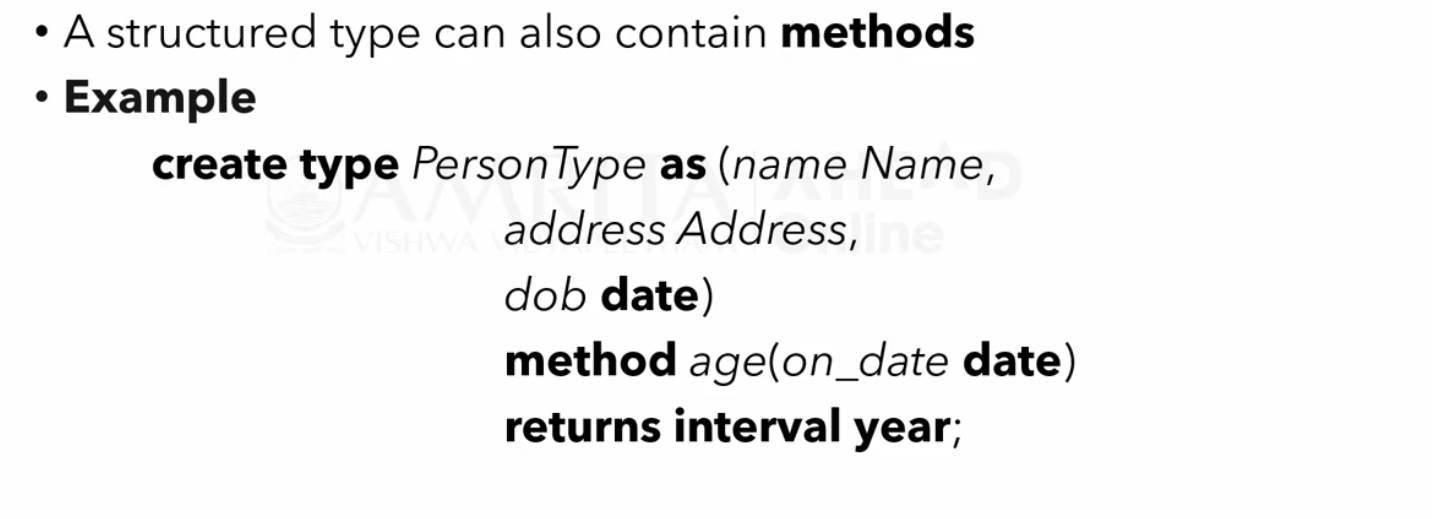 • A structured type can also contain methods
• Example
create type PersonType as (name Name,
address Address,
dob date)
method age(on_date date)
returns interval year;
AMRITA AHEAD
VISHWA VIDYAPEETHAM Online